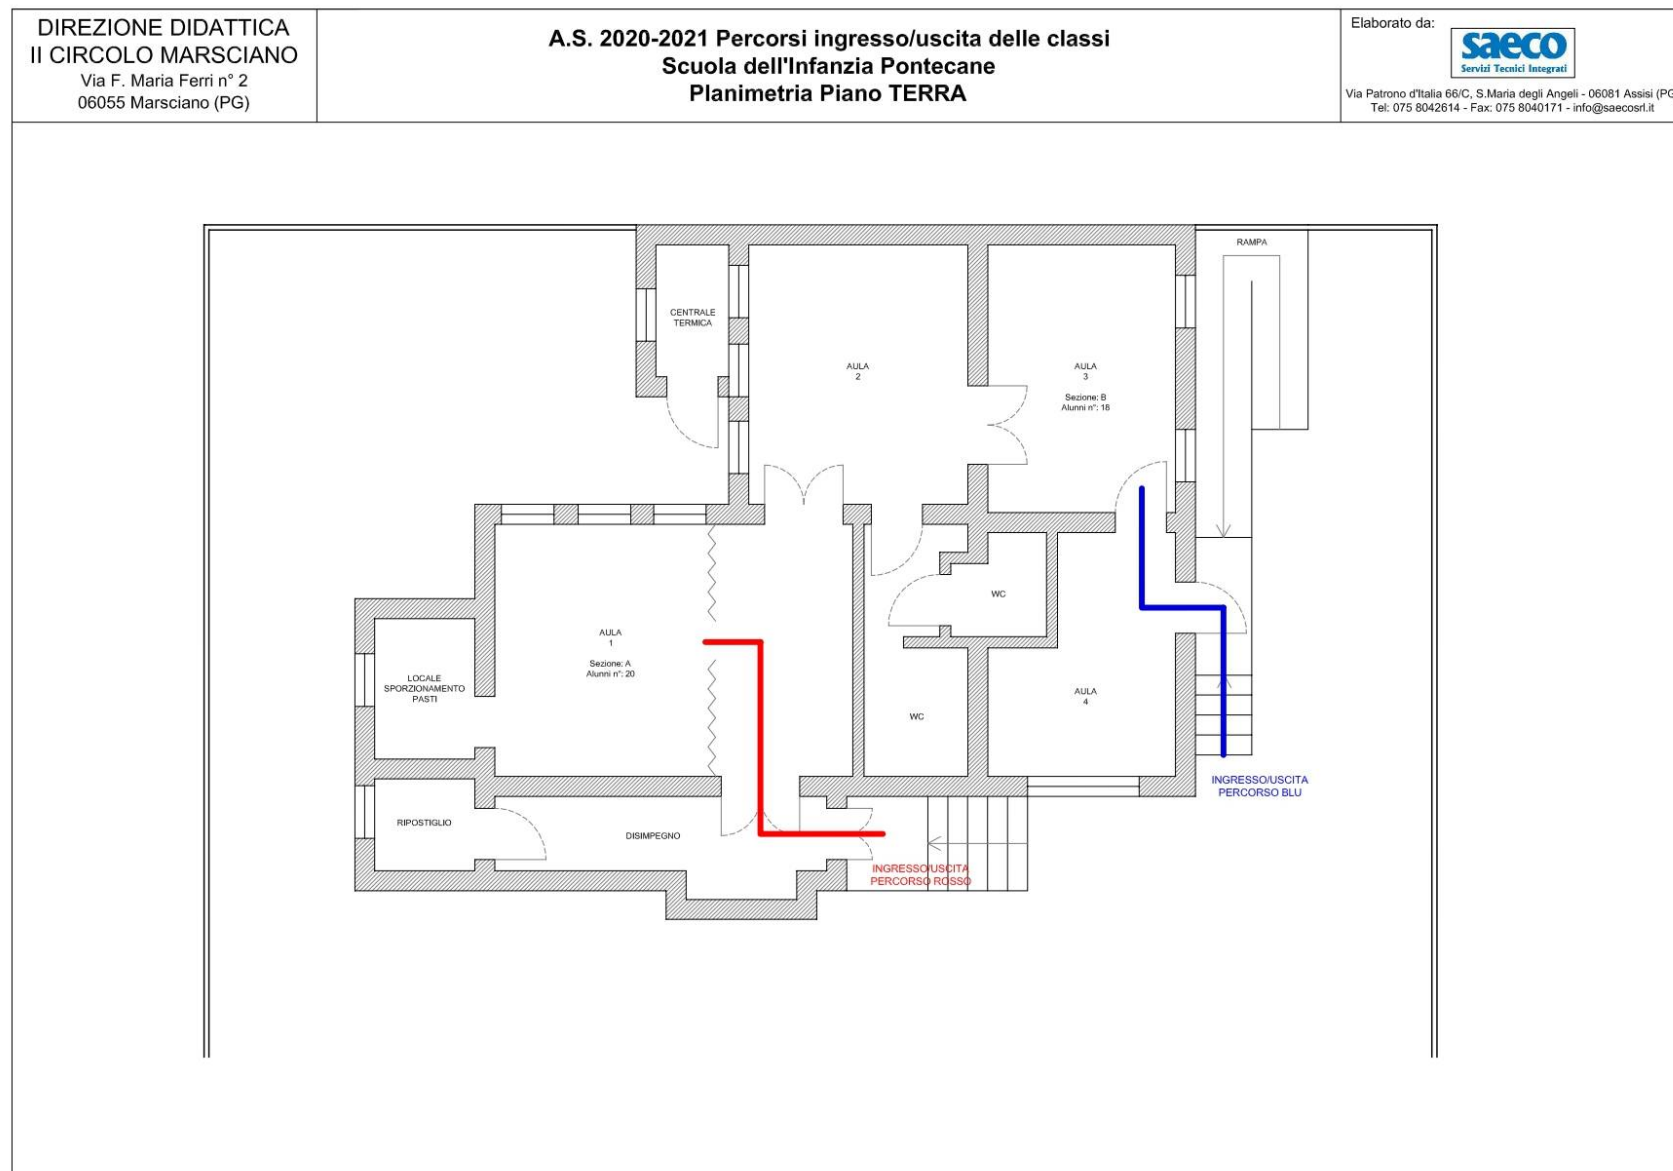 DIREZIONE DIDATTICA
II CIRCOLO MARSCIANO
Via F. Maria Ferri n° 2
06055 Marsciano (PG)
A.S. 2020-2021 Percorsi ingresso/uscita delle classi
Scuola dell'Infanzia Pontecane
Planimetria Piano TERRA
Elaborato da:
saeco
Servizi Tecnici Integrati
Via Patrono d'Italia 66/C, S.Maria degli Angeli - 06081 Assisi (PG
Tel: 075 8042614 - Fax: 075 8040171 - info@saecosrl.it
RAMPA
CENTRALE
TERMICA
AULA
2
AULA
3
Sezione: B
Alunni n°: 18
WC
AULA
1
Sezione: A
Alunni n°: 20
LOCALE
SPORZIONAMENTO
PASTI
AULA
4
WC
INGRESSO/USCITA
PERCORSO BLU
RIPOSTIGLIO
DISIMPEGNO
INGRESSO/USCITA
PERCORSO ROSSO